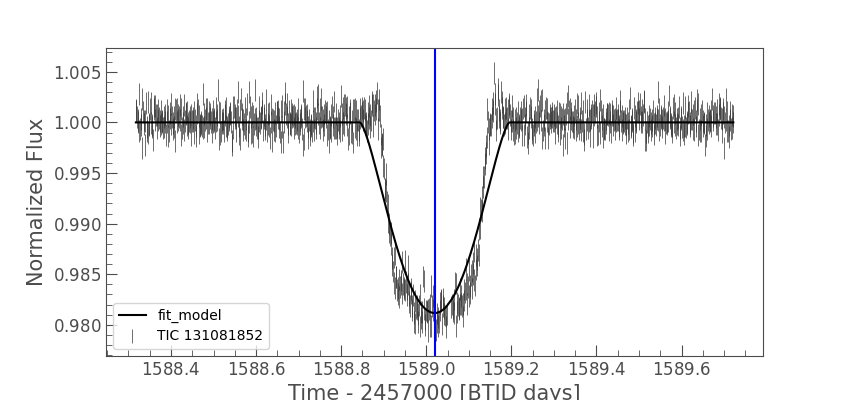 1.005
1.000
0.995
0.990
0.985
0.980
Normalized Flux
fit_model
TIC 131081852
1588.4 1588.6 1588.8 1589.0 1589.2 1589.4 1589.6
Time - 2457000 [BTJD days]